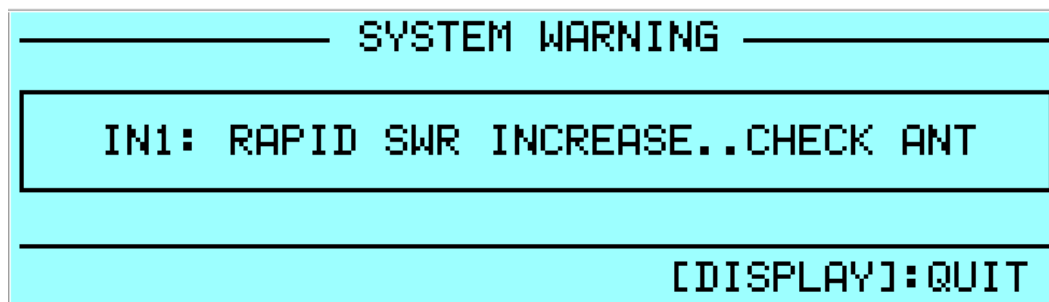 SYSTEM WARNING
IN1: RAPID SWR INCREASE..CHECK ANT
[DISPLAY]:QUIT